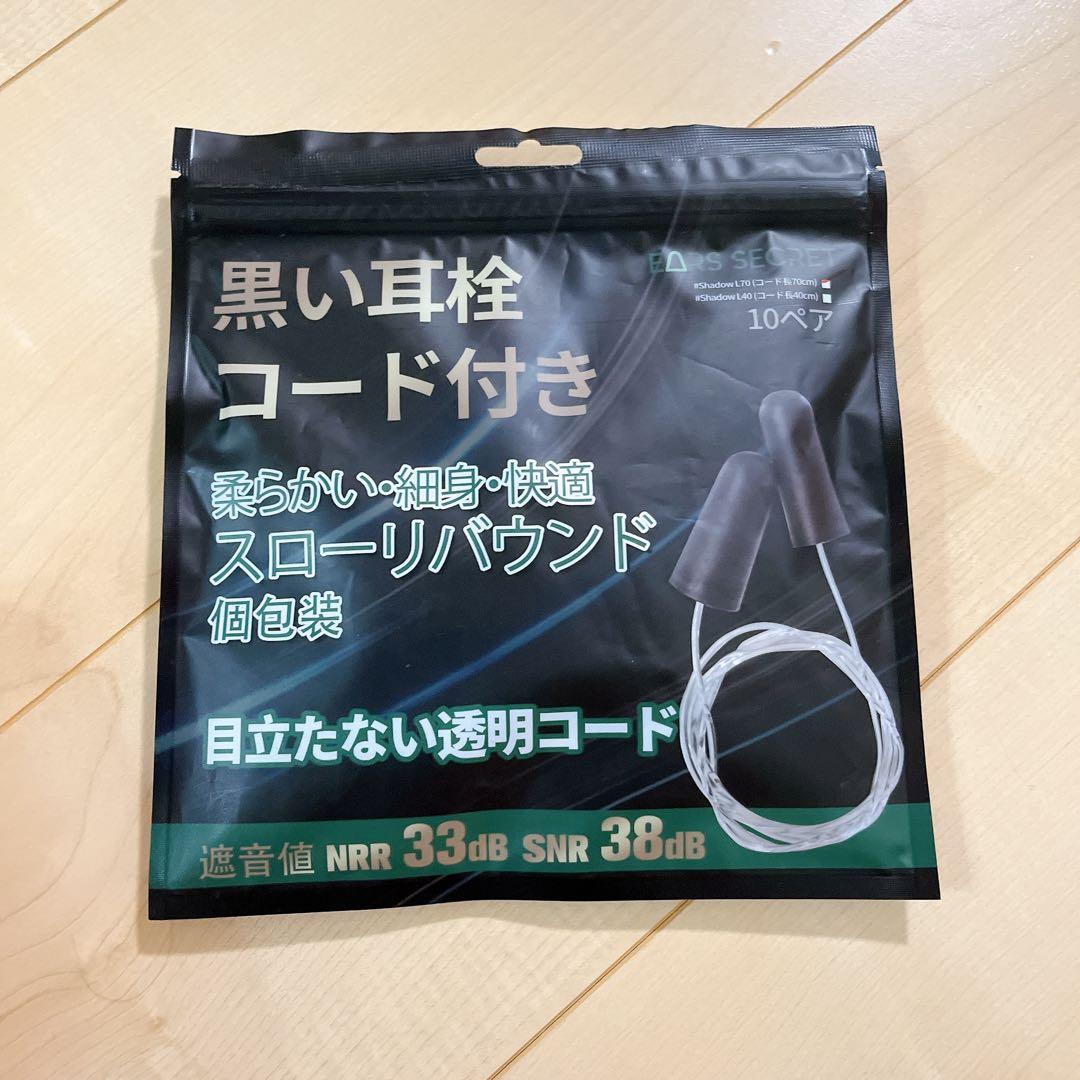 EARS SECRET
#Shadow L70 (コード長70cm)
#Shadow L40 (コード長40cm)
10ペア
黒い耳栓
コード付き
柔らかい・細身・快適
スローリバウンド
個包装
目立たない透明コード
遮音値 NRR 33dB SNR 38dB